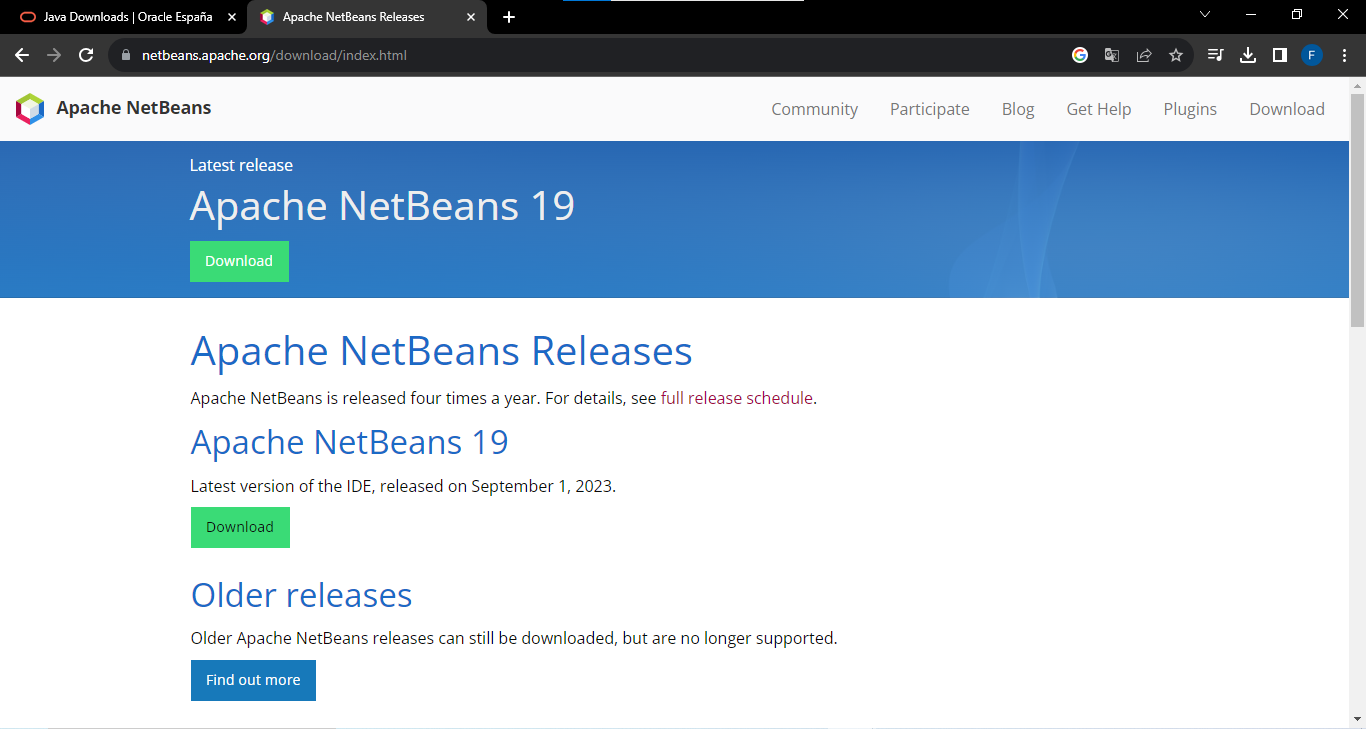 Java Downloads | Oracle España
Apache NetBeans Releases
netbeans.apache.org/download/index.html
F
Apache NetBeans
Community Participate Blog Get Help Plugins Download
Latest release
Apache NetBeans 19
Download
Apache NetBeans Releases
Apache NetBeans is released four times a year. For details, see full release schedule.
Apache NetBeans 19
Latest version of the IDE, released on September 1, 2023.
Download
Older releases
Older Apache NetBeans releases can still be downloaded, but are no longer supported.
Find out more